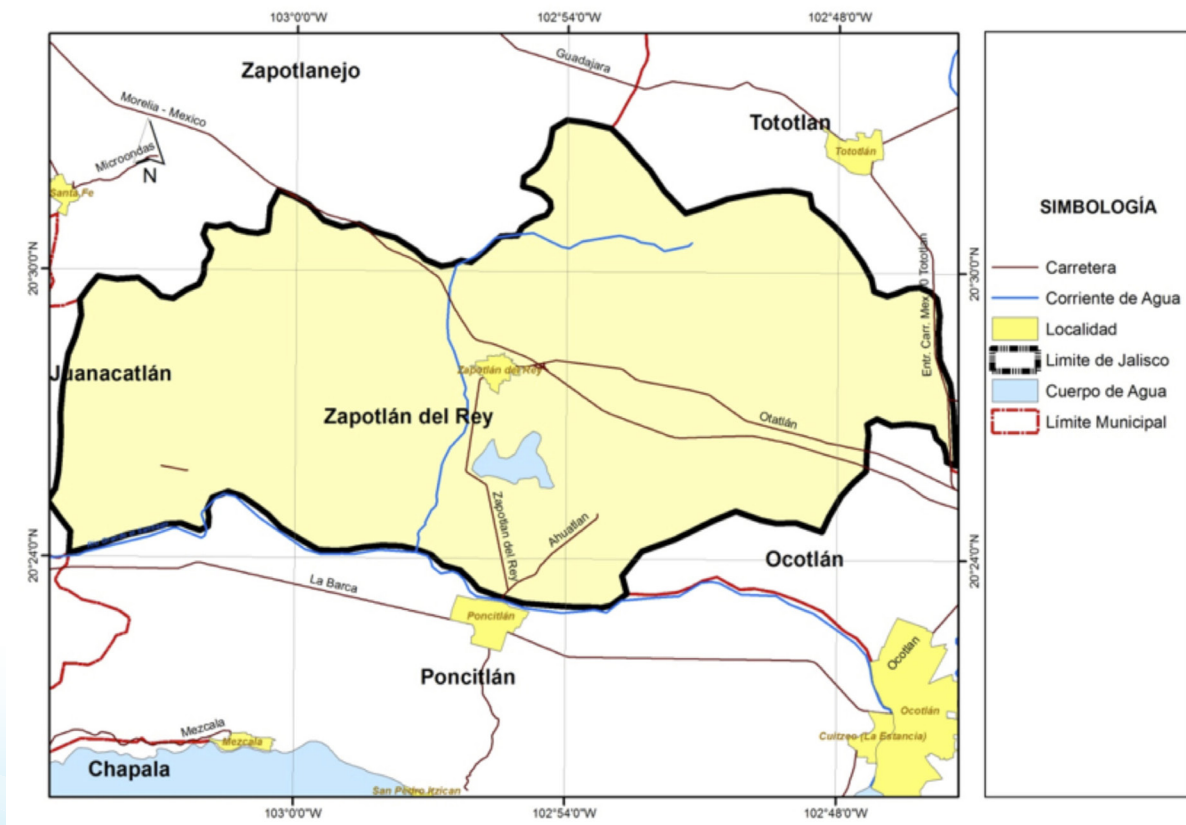 103°0'0"W
102°54'0"W
102°48'0"W
Zapotlanejo
Guadajara
Morelia - Mexico
Tototlan
Microondas
Tototlán
N
Santa Fe
SIMBOLOGÍA
20°30'0"N
20°30'0"N
Carretera
Corriente de Agua
Localidad
Limite de Jalisco
Cuerpo de Agua
Límite Municipal
Entr. Carr. Mex 0 Tototlan
Juanacatlán
Zapotlán del Rey
Zapotlán del Rey
Otatlán
Zapotlan del Rey
Ahuatlan
20°24'0"N
Ocotlán
20°24'0"N
La Barca
Poncitlán
Poncitlán
Ocotlan
Ocotlán
Mezcala
Mezcala
Cuitzeo (La Estancia)
Chapala
San Pedro Itzican
103°0'0"W
102°54'0"W
102°48'0"W